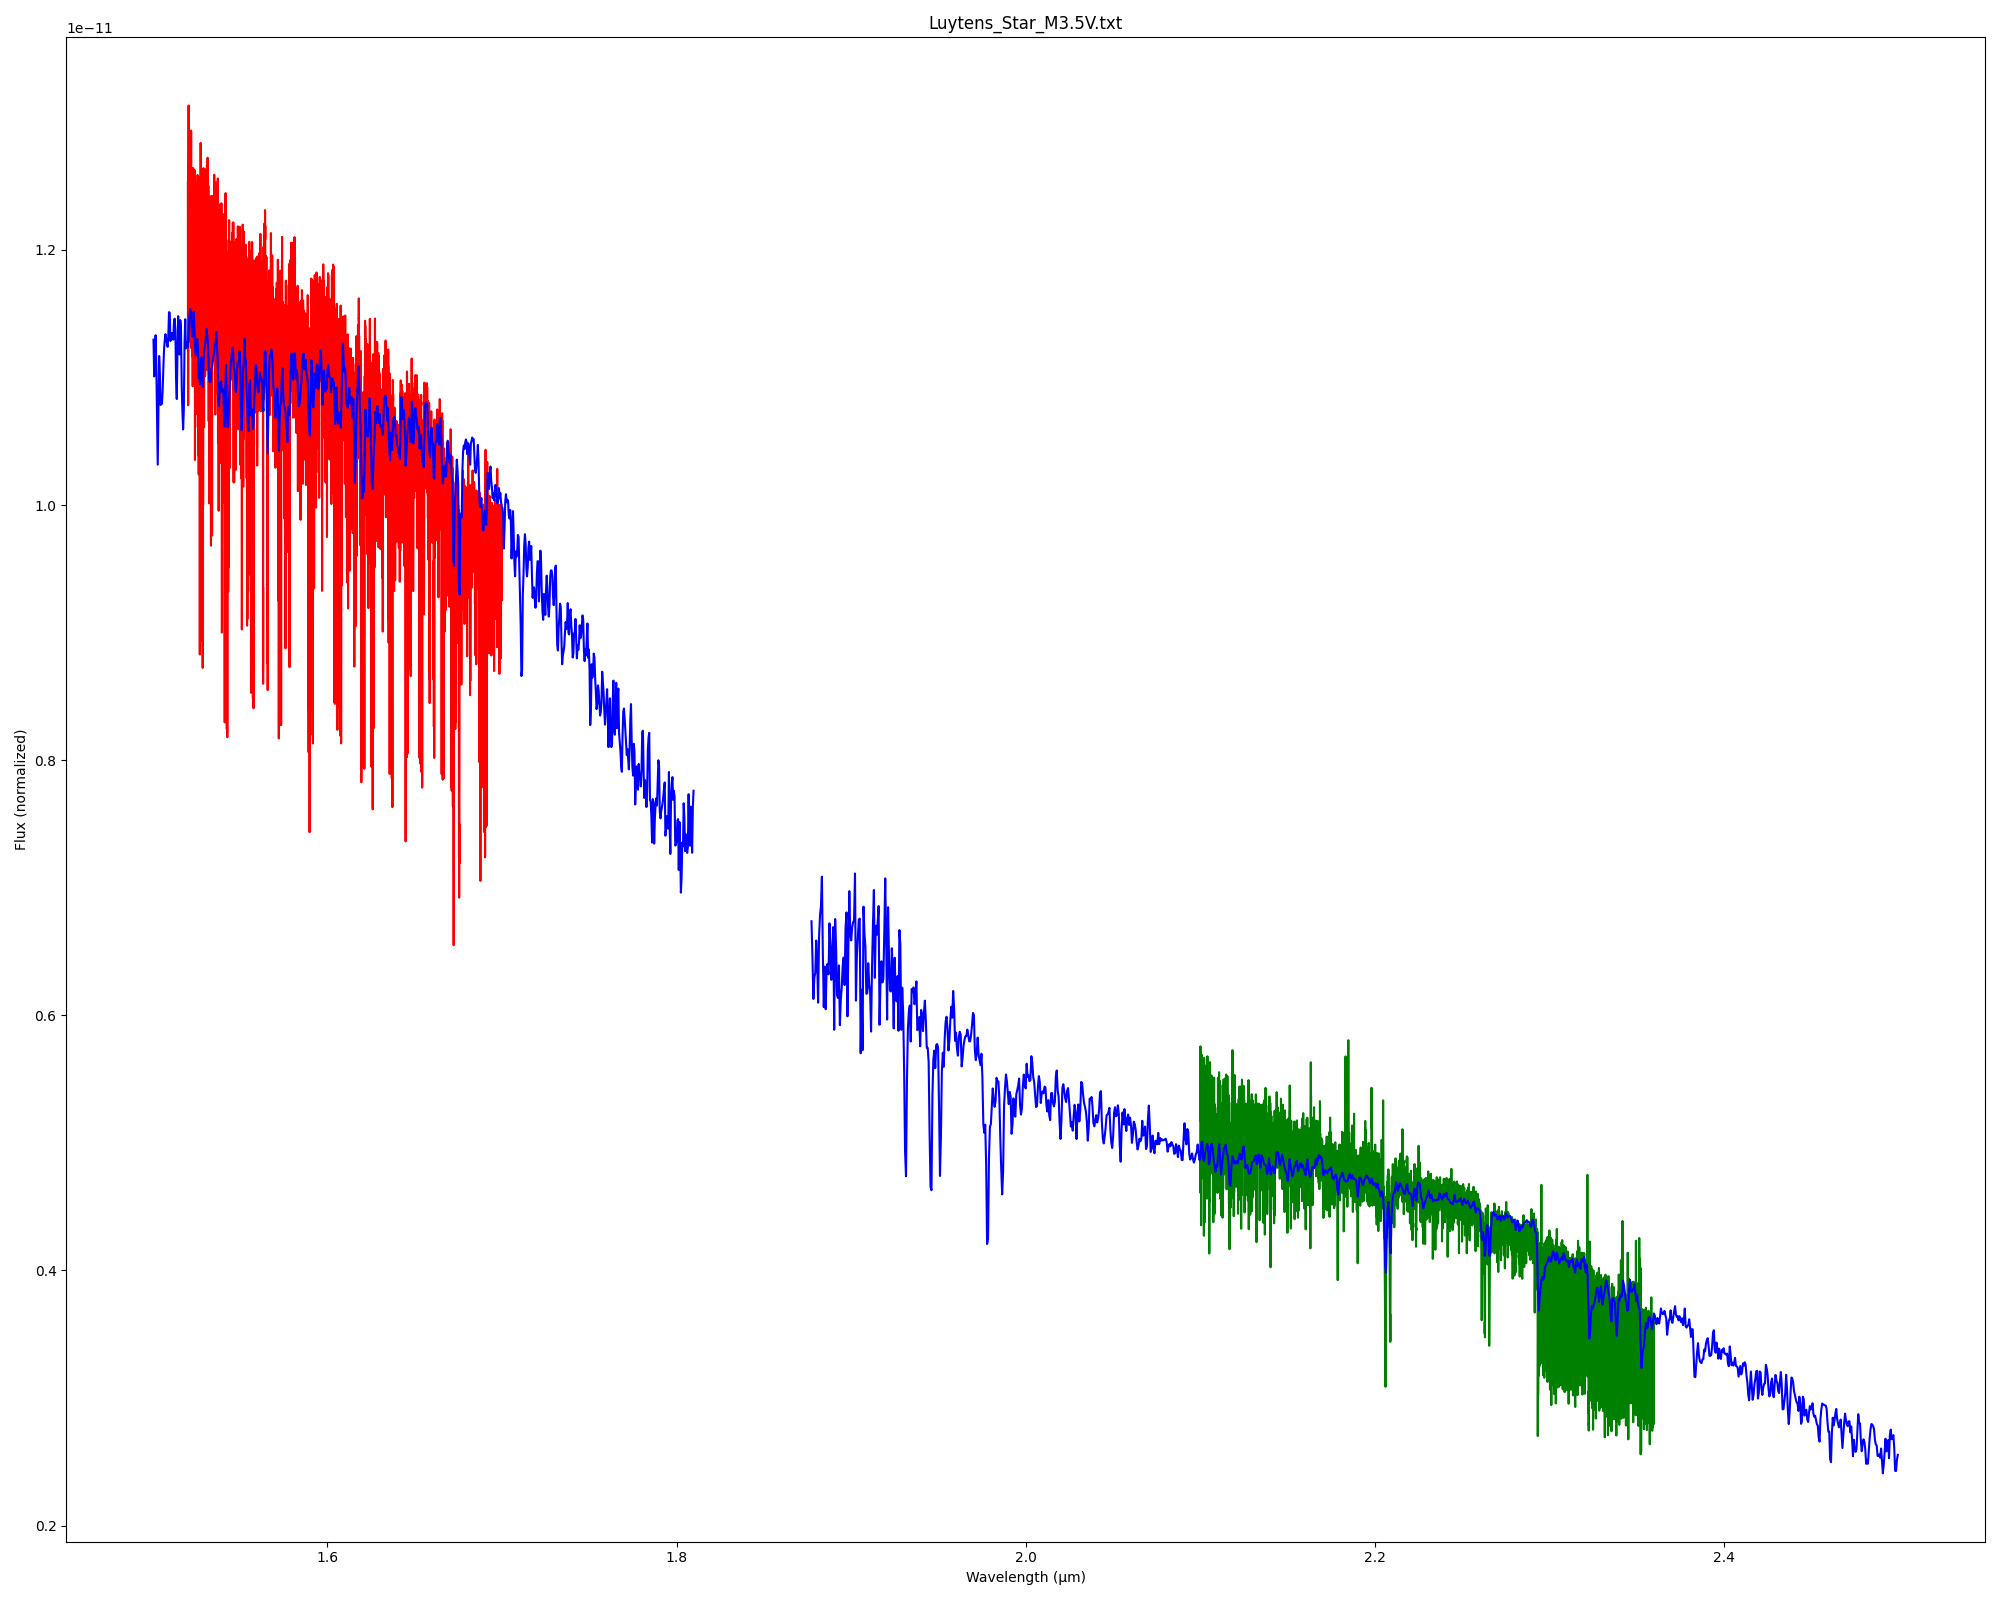 Luytens_Star_M3.5V.txt
1e−11
1.2
1.0
0.8
0.6
0.4
0.2
Flux (normalized)
1.6 1.8 2.0 2.2 2.4
Wavelength (μm)